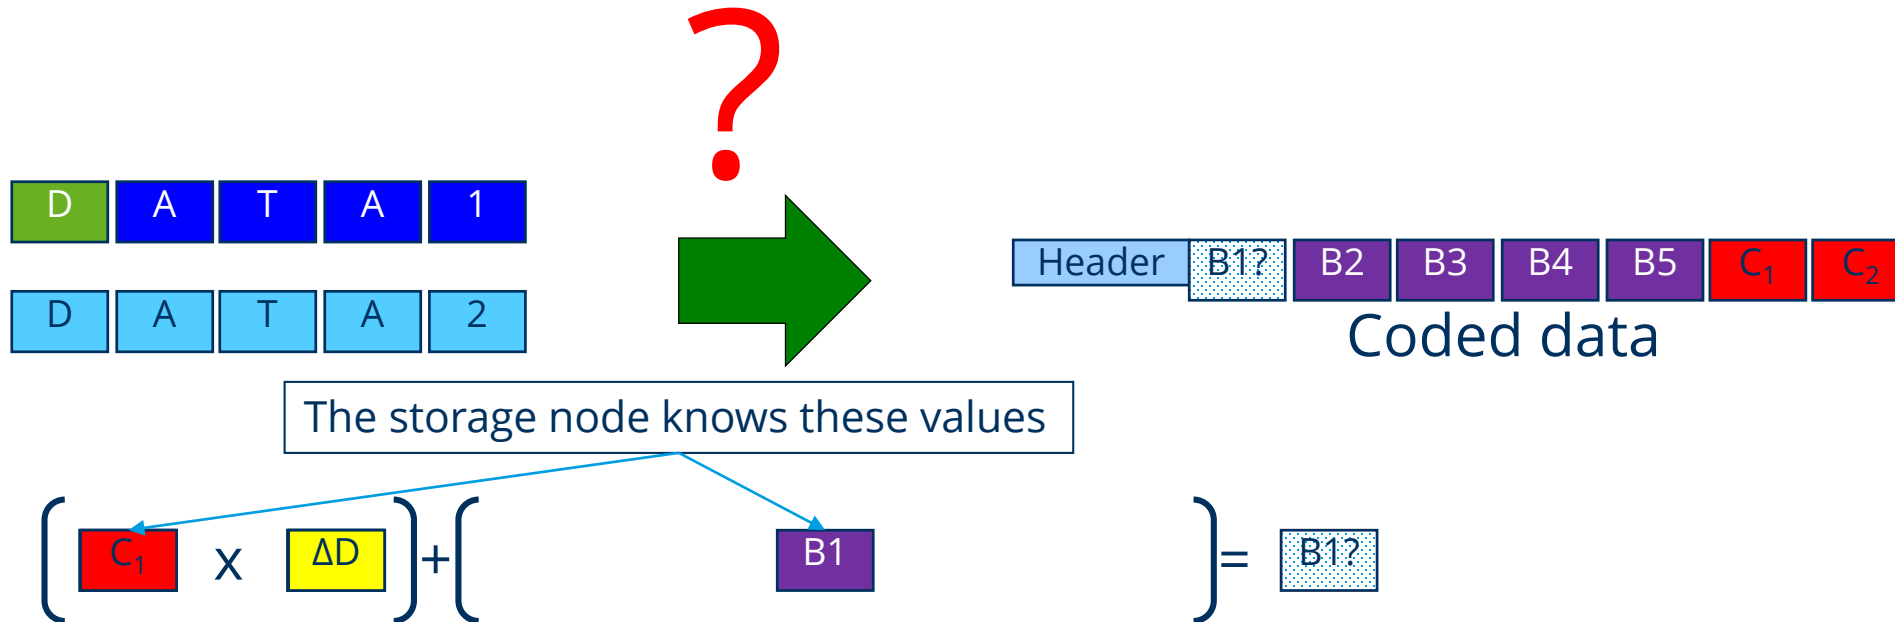 ?
D A T A 1
D A T A 2
Header B1? B2 B3 B4 B5 C₁ C₂
Coded data
The storage node knows these values
( C₁ x ΔD ) + ( B1 ) = B1?